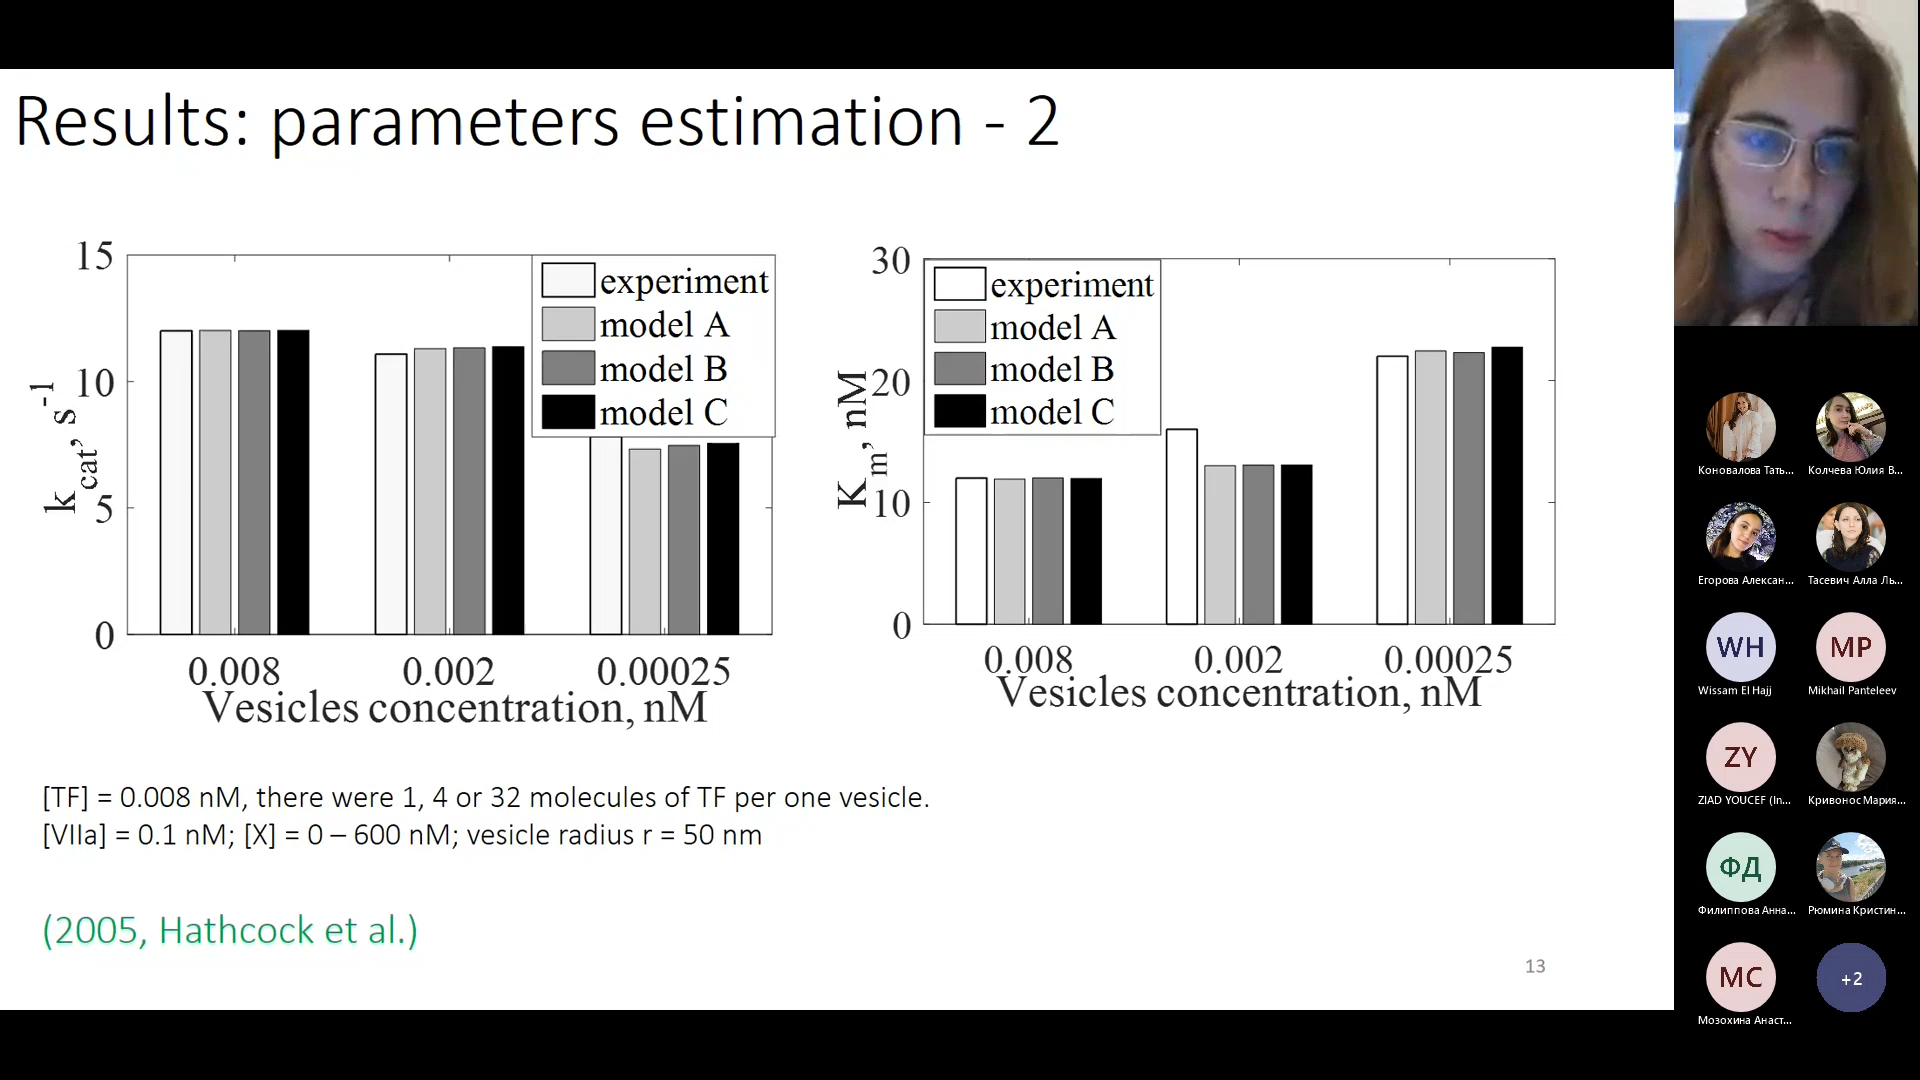 Results: parameters estimation - 2
15
10
5
0
kcat, s-1
experiment
model A
model B
model C
0.008 0.002 0.00025
Vesicles concentration, nM
30
20
10
0
Km, nM
experiment
model A
model B
model C
0.008 0.002 0.00025
Vesicles concentration, nM
[TF] = 0.008 nM, there were 1, 4 or 32 molecules of TF per one vesicle.
[VIIa] = 0.1 nM; [X] = 0 – 600 nM; vesicle radius r = 50 nm
(2005, Hathcock et al.)
13
Коновалова Тать... Колчева Юлия В...
Егорова Алексан... Тасевич Алла Ль...
WH MP
Wissam El Hajj Mikhail Panteleev
ZY
ZIAD YOUCEF (In... Кривонос Мария...
ФД
Филиппова Анна... Рюмина Кристин...
МС +2
Мозохина Анаст...